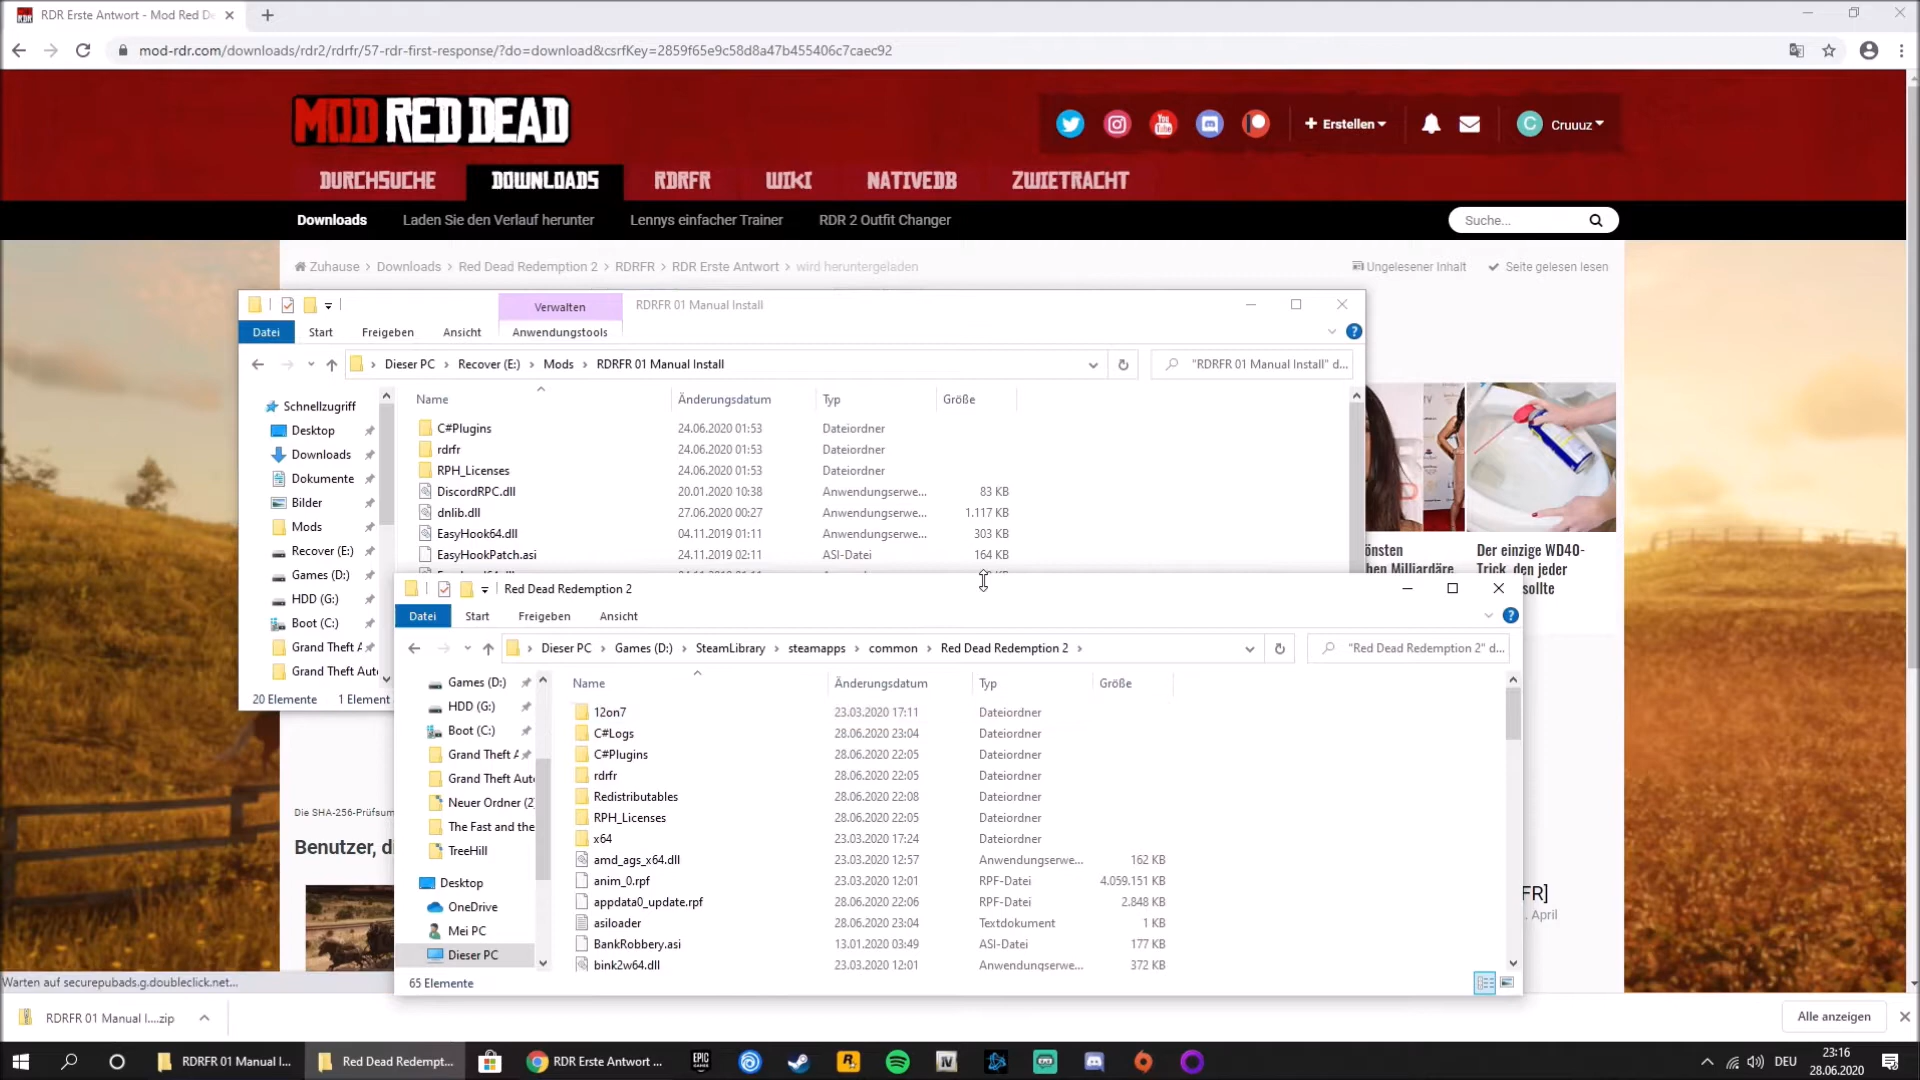 RDR Erste Antwort - Mod Red De
mod-rdr.com/downloads/rdr2/rdrfr/57-rdr-first-response/?do=download&csrfKey=2859f65e9c58d8a47b455406c7caec92
MOD RED DEAD
Erstellen
Cruuuz
DURCHSUCHE DOWNLOADS RDRFR WIKI NATIVEDB ZWIETRACHT
Downloads Laden Sie den Verlauf herunter Lennys einfacher Trainer RDR 2 Outfit Changer
Suche...
Zuhause > Downloads > Red Dead Redemption 2 > RDRFR > RDR Erste Antwort > wird heruntergeladen
Ungelesener Inhalt Seite gelesen lesen
Verwalten RDRFR 01 Manual Install
Datei Start Freigeben Ansicht Anwendungstools
Dieser PC > Recover (E:) > Mods > RDRFR 01 Manual Install
"RDRFR 01 Manual Install" d...
Name Änderungsdatum Typ Größe
Schnellzugriff
Desktop
Downloads
Dokumente
Bilder
Mods
Recover (E:)
Games (D:)
HDD (G:)
Boot (C:)
Grand Theft A
Grand Theft Aut
C#Plugins 24.06.2020 01:53 Dateiordner
rdrfr 24.06.2020 01:53 Dateiordner
RPH_Licenses 24.06.2020 01:53 Dateiordner
DiscordRPC.dll 20.01.2020 10:38 Anwendungserwe... 83 KB
dnlib.dll 27.06.2020 00:27 Anwendungserwe... 1.117 KB
EasyHook64.dll 04.11.2019 01:11 Anwendungserwe... 303 KB
EasyHookPatch.asi 24.11.2019 02:11 ASI-Datei 164 KB
20 Elemente 1 Element
önsten
hen Milliardäre
Der einzige WD40-
Trick, den jeder
sollte
Red Dead Redemption 2
Datei Start Freigeben Ansicht
Dieser PC > Games (D:) > SteamLibrary > steamapps > common > Red Dead Redemption 2 >
"Red Dead Redemption 2" d...
Name Änderungsdatum Typ Größe
Games (D:)
HDD (G:)
Boot (C:)
Grand Theft A
Grand Theft Aut
Neuer Ordner (2)
The Fast and the
TreeHill
Desktop
OneDrive
Mei PC
Dieser PC
12on7 23.03.2020 17:11 Dateiordner
C#Logs 28.06.2020 23:04 Dateiordner
C#Plugins 28.06.2020 22:05 Dateiordner
rdrfr 28.06.2020 22:05 Dateiordner
Redistributables 28.06.2020 22:08 Dateiordner
RPH_Licenses 28.06.2020 22:05 Dateiordner
x64 23.03.2020 17:24 Dateiordner
amd_ags_x64.dll 23.03.2020 12:57 Anwendungserwe... 162 KB
anim_0.rpf 23.03.2020 12:01 RPF-Datei 4.059.151 KB
appdata0_update.rpf 28.06.2020 22:06 RPF-Datei 2.848 KB
asiloader 28.06.2020 23:04 Textdokument 1 KB
BankRobbery.asi 13.01.2020 03:49 ASI-Datei 177 KB
bink2w64.dll 23.03.2020 12:01 Anwendungserwe... 372 KB
65 Elemente
Die SHA-256-Prüfsum
Benutzer, di
FR]
. April
Warten auf securepubads.g.doubleclick.net...
RDRFR 01 Manual I....zip
Alle anzeigen
RDRFR 01 Manual I...
Red Dead Redempt...
RDR Erste Antwort ...
EPIC GAMES
IV
DEU
23:16
28.06.2020